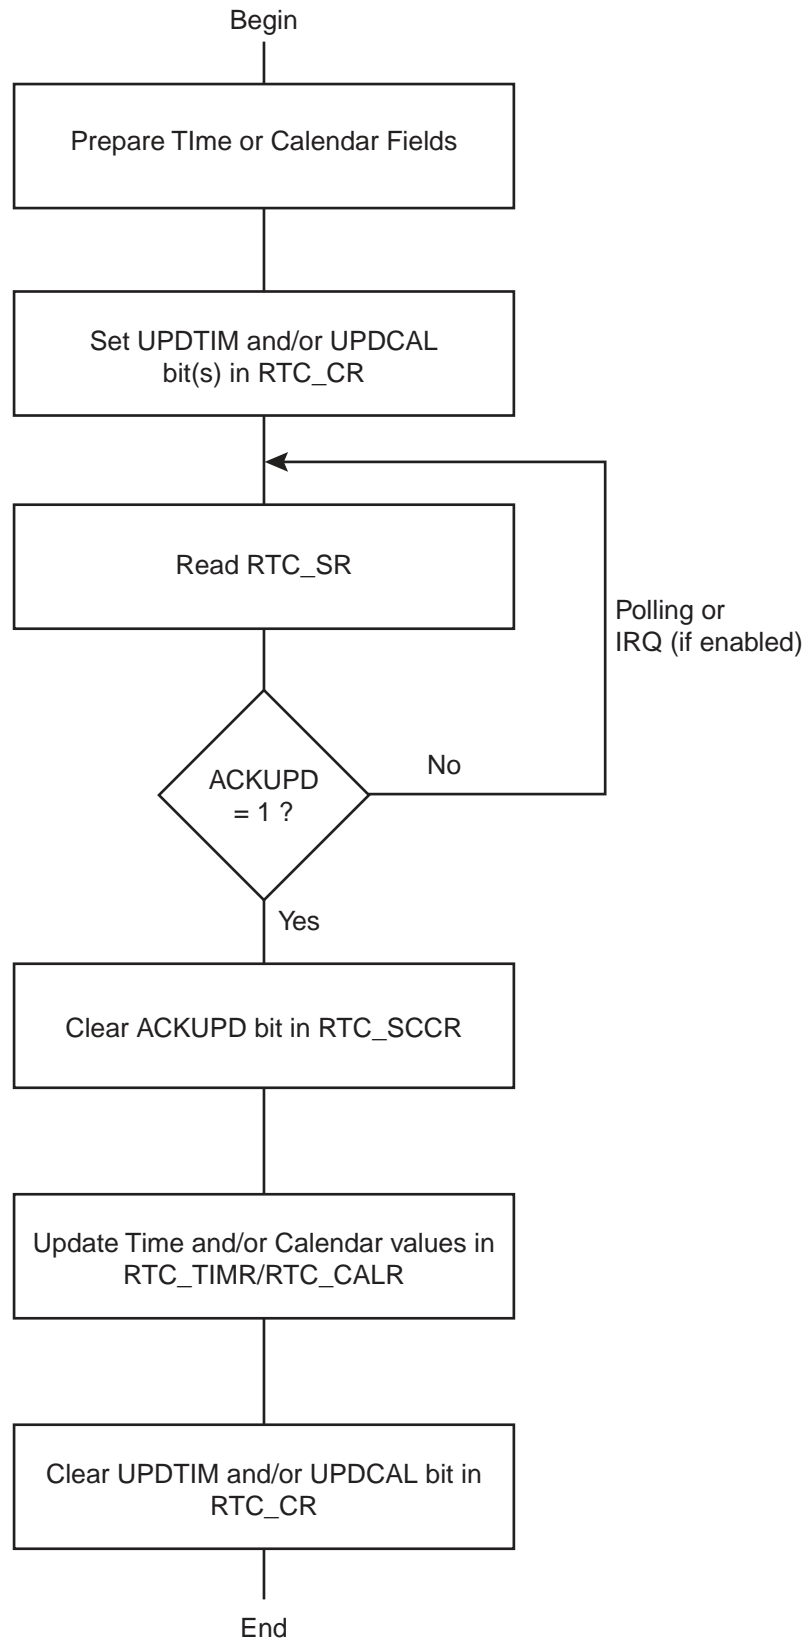 Begin
Prepare TIme or Calendar Fields
Set UPDTIM and/or UPDCAL
bit(s) in RTC_CR
Read RTC_SR
Polling or
IRQ (if enabled)
ACKUPD
= 1 ?
No
Yes
Clear ACKUPD bit in RTC_SCCR
Update Time and/or Calendar values in
RTC_TIMR/RTC_CALR
Clear UPDTIM and/or UPDCAL bit in
RTC_CR
End